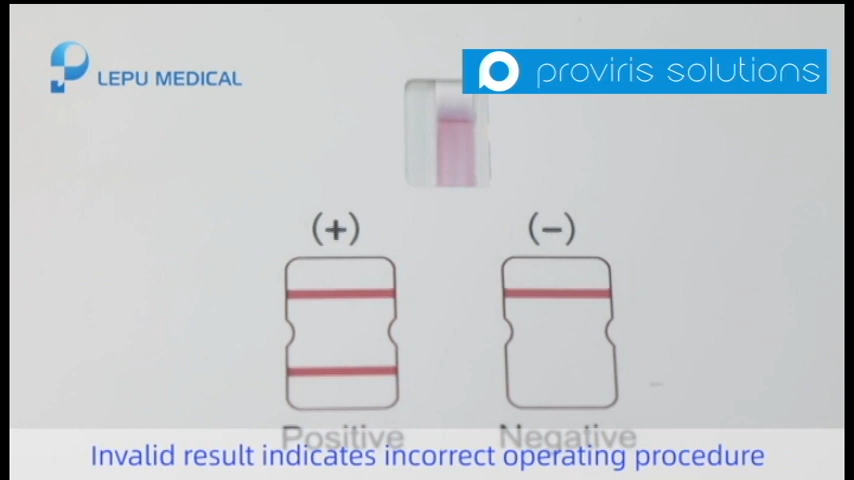 LEPU MEDICAL
proviris solutions
(+)
(-)
Positive
Negative
Invalid result indicates incorrect operating procedure